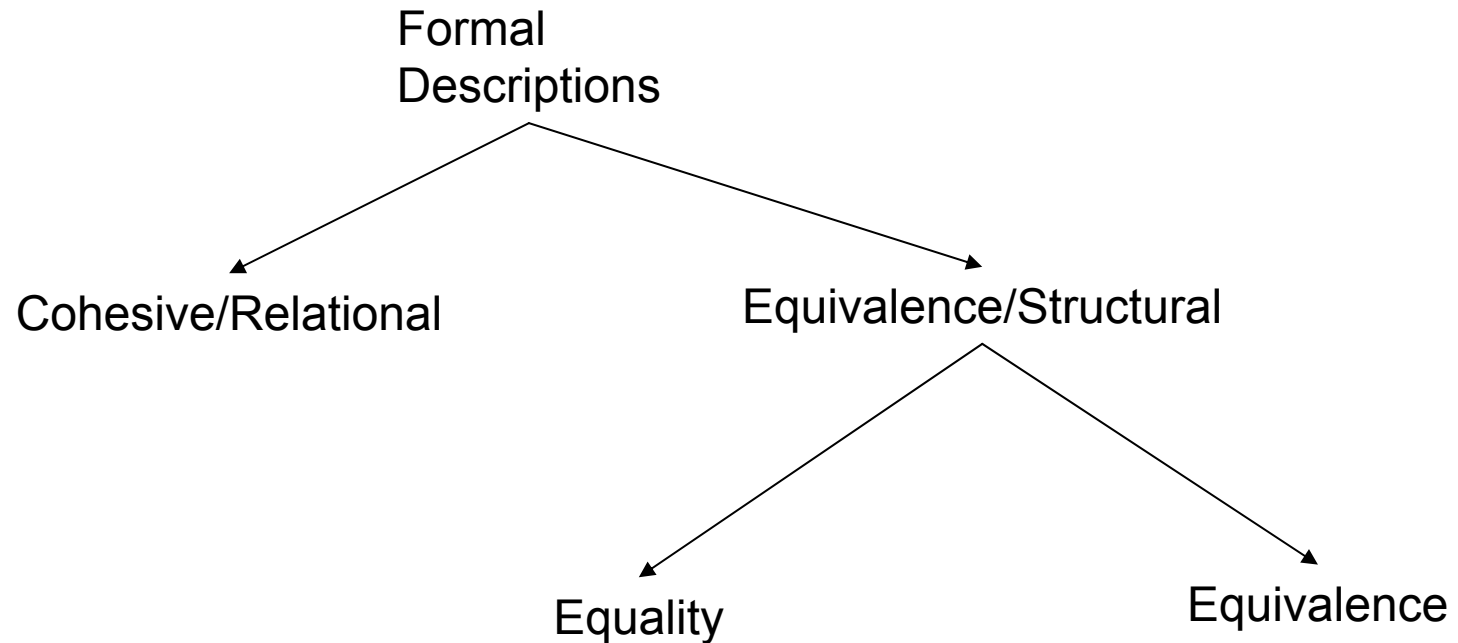 Formal
Descriptions
Cohesive/Relational
Equivalence/Structural
Equality
Equivalence